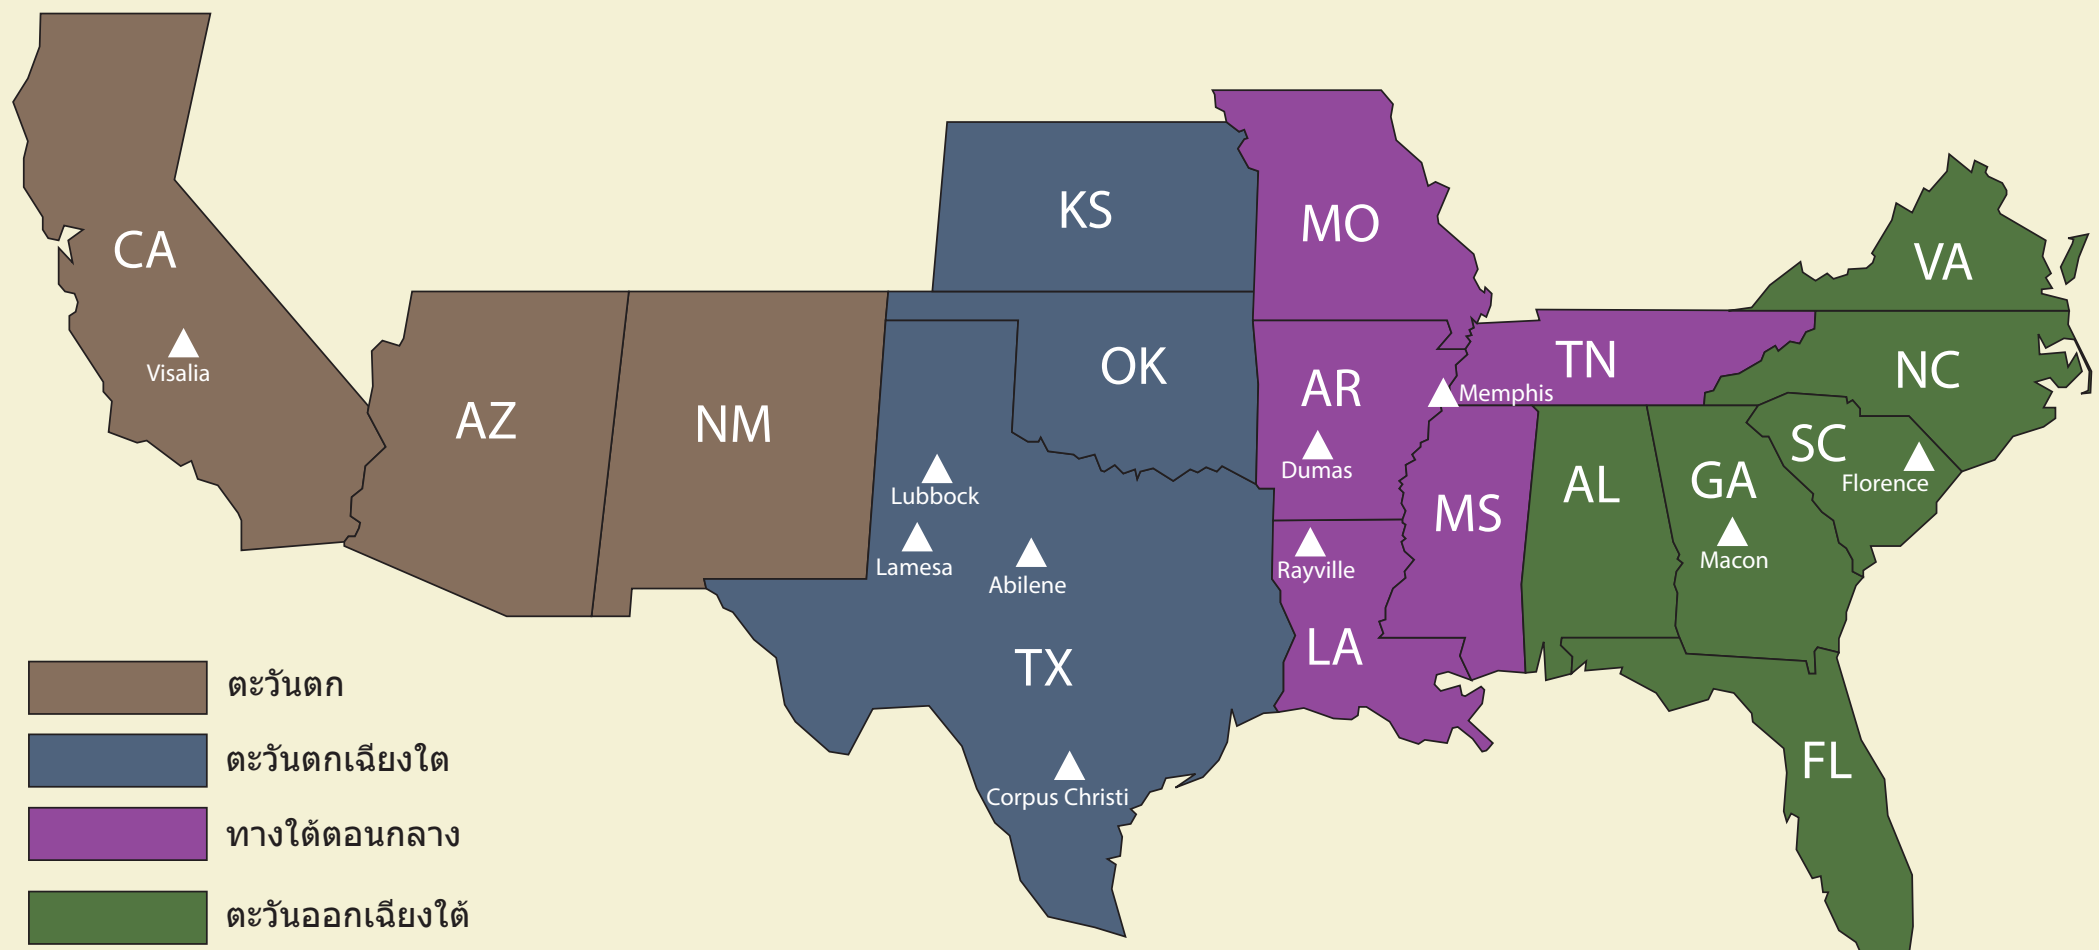 CA
Visalia
AZ
NM
KS
OK
Lubbock
Lamesa
Abilene
TX
Corpus Christi
MO
AR
Dumas
Rayville
LA
TN
Memphis
MS
AL
GA
Macon
SC
Florence
NC
VA
FL
ตะวันตก
ตะวันตกเฉียงใต
ทางใต้ตอนกลาง
ตะวันออกเฉียงใต้